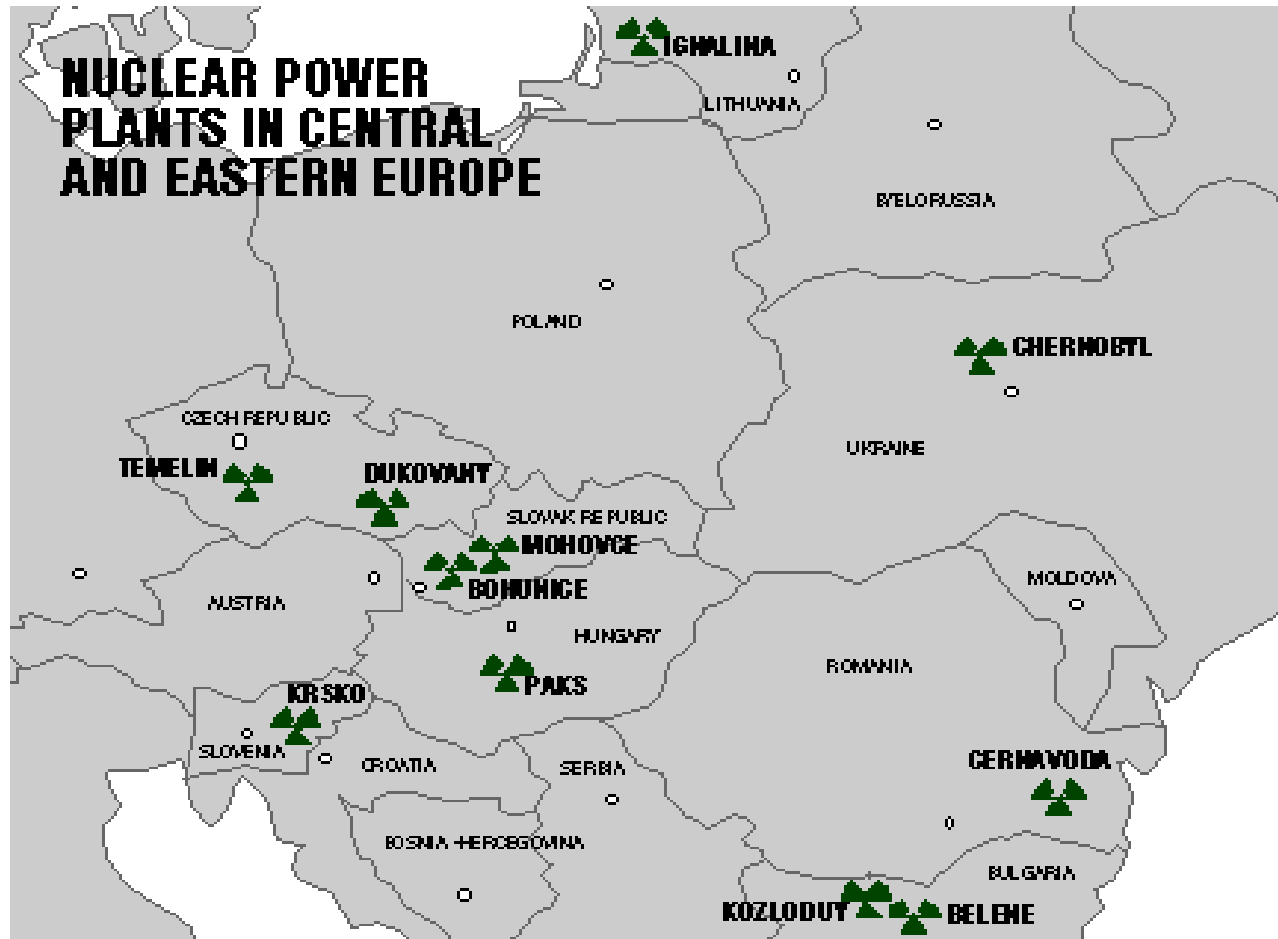 NUCLEAR POWER
PLANTS IN CENTRAL
AND EASTERN EUROPE
IGNALINA
LITHUANIA
BYELORUSSIA
POLAND
CHERNOBYL
CZECH REPUBLIC
UKRAINE
TEMELIN
DUKOVANY
SLOVAK REPUBLIC
MOHOVCE
BOHUNICE
MOLDOVA
AUSTRIA
HUNGARY
ROMANIA
PAKS
KRSKO
SLOVENIA
CROATIA
SERBIA
CERNAVODA
BOSNIA-HERCEGOVINA
BULGARIA
KOZLODUY
BELENE